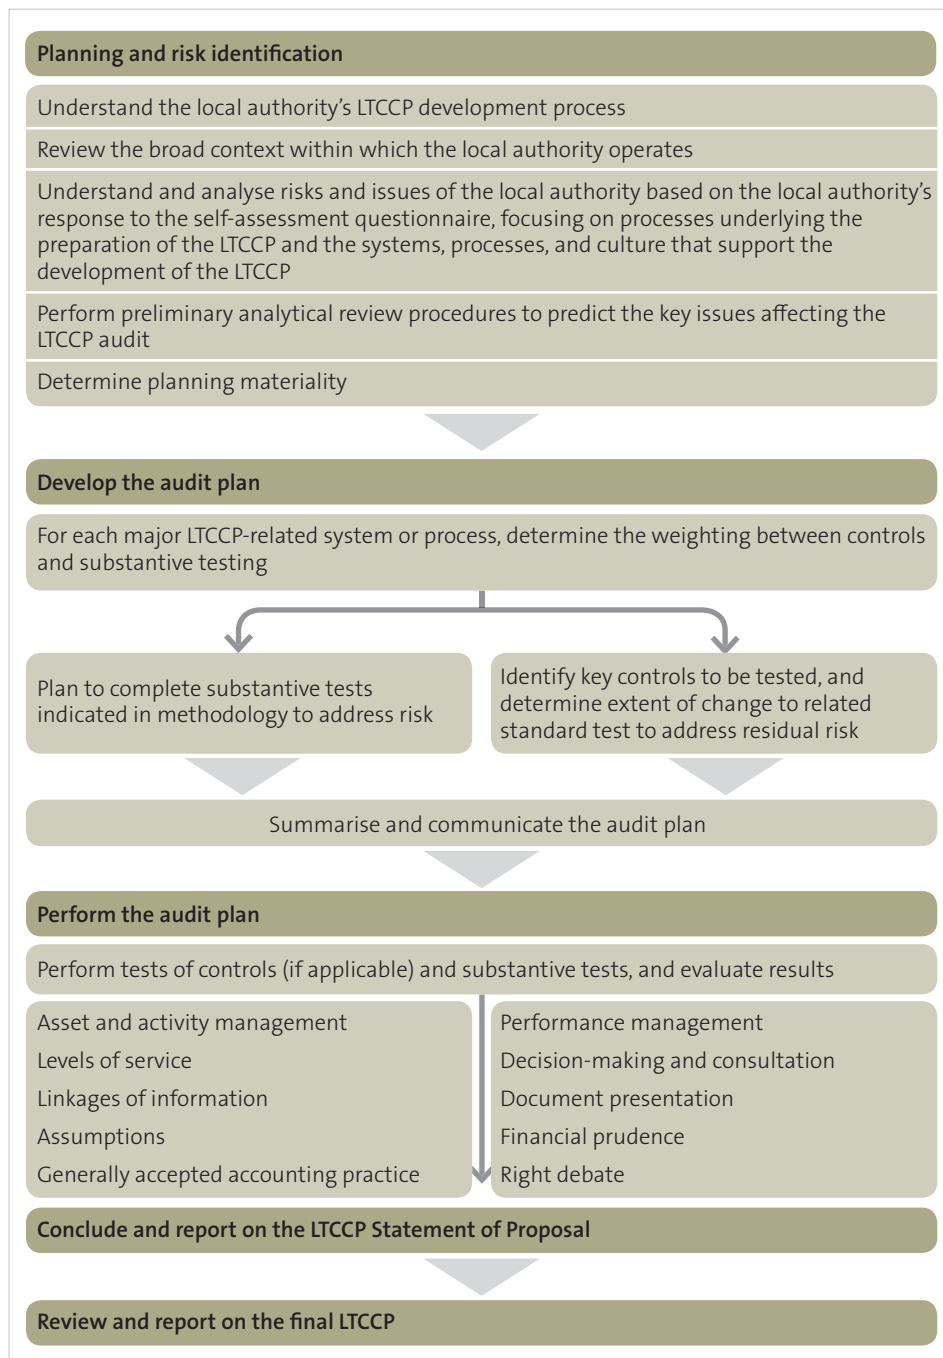 Planning and risk identification
Understand the local authority’s LTCCP development process
Review the broad context within which the local authority operates
Understand and analyse risks and issues of the local authority based on the local authority’s
response to the self-assessment questionnaire, focusing on processes underlying the
preparation of the LTCCP and the systems, processes, and culture that support the
development of the LTCCP
Perform preliminary analytical review procedures to predict the key issues affecting the
LTCCP audit
Determine planning materiality
Develop the audit plan
For each major LTCCP-related system or process, determine the weighting between controls
and substantive testing
Plan to complete substantive tests
indicated in methodology to address risk
Identify key controls to be tested, and
determine extent of change to related
standard test to address residual risk
Summarise and communicate the audit plan
Perform the audit plan
Perform tests of controls (if applicable) and substantive tests, and evaluate results
Asset and activity management
Levels of service
Linkages of information
Assumptions
Generally accepted accounting practice
Performance management
Decision-making and consultation
Document presentation
Financial prudence
Right debate
Conclude and report on the LTCCP Statement of Proposal
Review and report on the final LTCCP